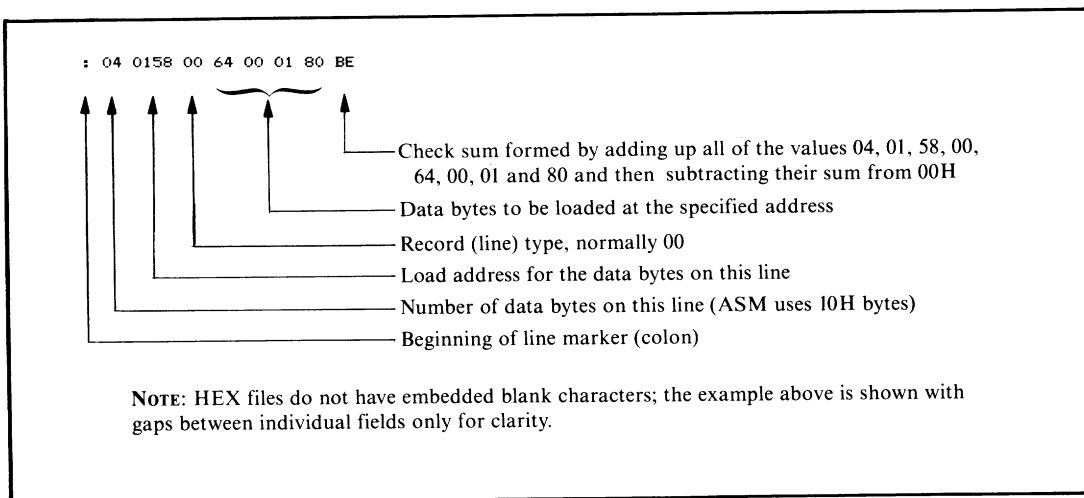 : 04 0158 00 64 00 01 80 BE
Check sum formed by adding up all of the values 04, 01, 58, 00,
64, 00, 01 and 80 and then subtracting their sum from 00H
Data bytes to be loaded at the specified address
Record (line) type, normally 00
Load address for the data bytes on this line
Number of data bytes on this line (ASM uses 10H bytes)
Beginning of line marker (colon)
NOTE: HEX files do not have embedded blank characters; the example above is shown with
gaps between individual fields only for clarity.